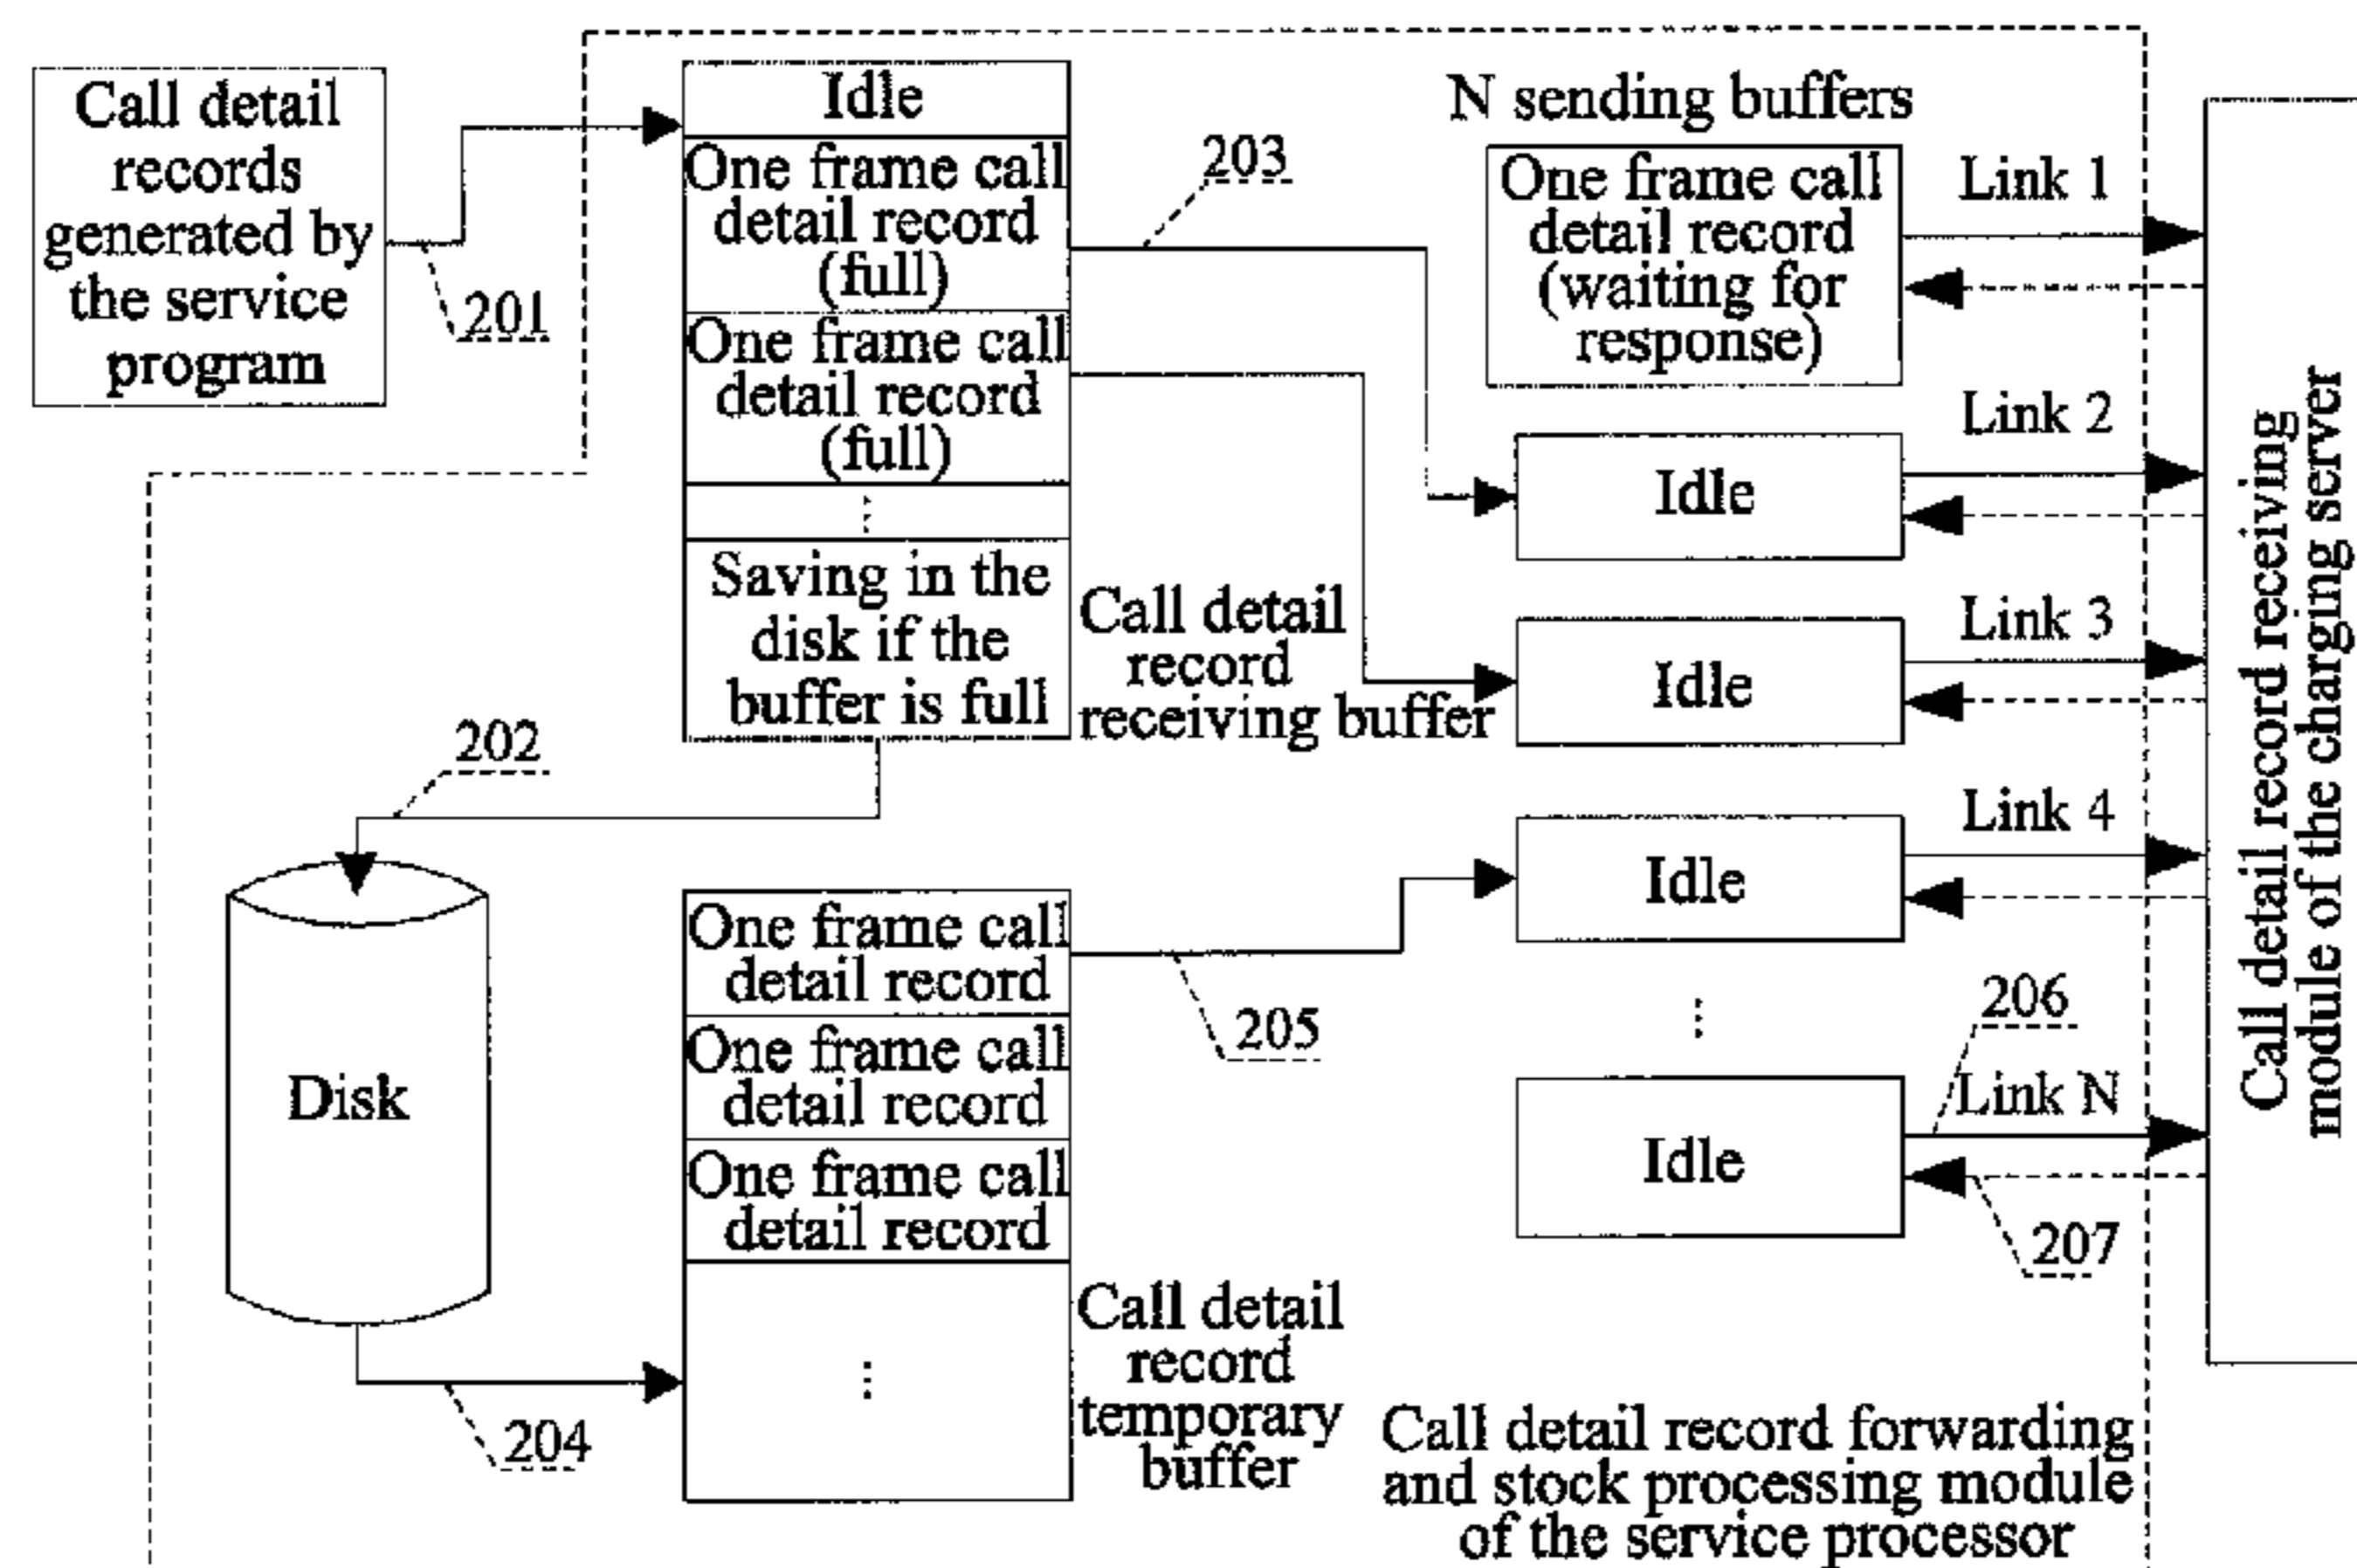 Call detail
records
generated by
the service
program
201
Idle
One frame call
detail record
(full)
One frame call
detail record
(full)
⋮
Saving in the
disk if the
buffer is full
Call detail
record
receiving buffer
203
N sending buffers
One frame call
detail record
(waiting for
response)
Link 1
Link 2
Idle
Link 3
Idle
Link 4
Idle
⋮
206
Link N
Idle
207
Call detail record receiving
module of the charging server
202
Disk
One frame call
detail record
One frame call
detail record
One frame call
detail record
⋮
205
204
Call detail
record
temporary
buffer
Call detail record forwarding
and stock processing module
of the service processor